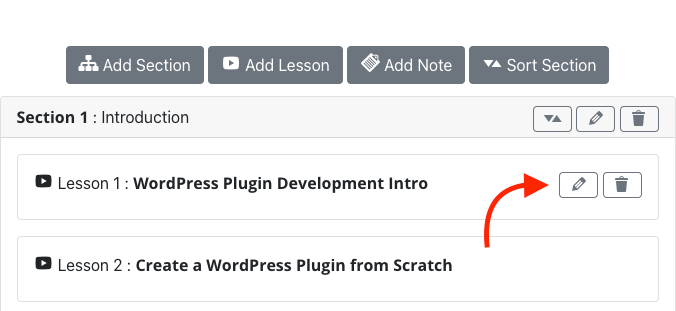 Add Section Add Lesson Add Note Sort Section
Section 1 : Introduction
Lesson 1 : WordPress Plugin Development Intro
Lesson 2 : Create a WordPress Plugin from Scratch